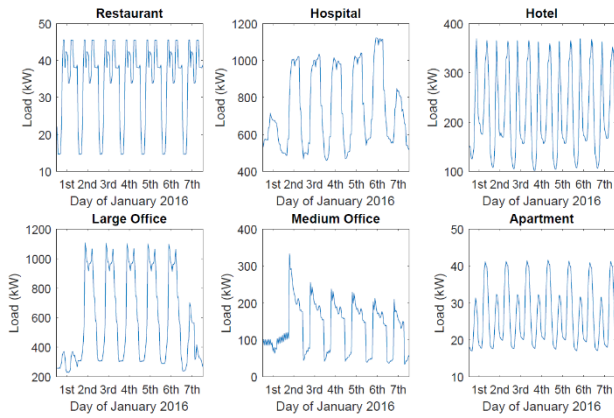 Restaurant
Hospital
Hotel
Load (kW)
50
40
30
20
10
Load (kW)
1200
1000
800
600
400
Load (kW)
400
300
200
100
1st 2nd 3rd 4th 5th 6th 7th
1st 2nd 3rd 4th 5th 6th 7th
1st 2nd 3rd 4th 5th 6th 7th
Day of January 2016
Day of January 2016
Day of January 2016
Large Office
Medium Office
Apartment
Load (kW)
1200
1000
800
600
400
200
Load (kW)
400
300
200
100
0
Load (kW)
50
40
30
20
10
1st 2nd 3rd 4th 5th 6th 7th
1st 2nd 3rd 4th 5th 6th 7th
1st 2nd 3rd 4th 5th 6th 7th
Day of January 2016
Day of January 2016
Day of January 2016